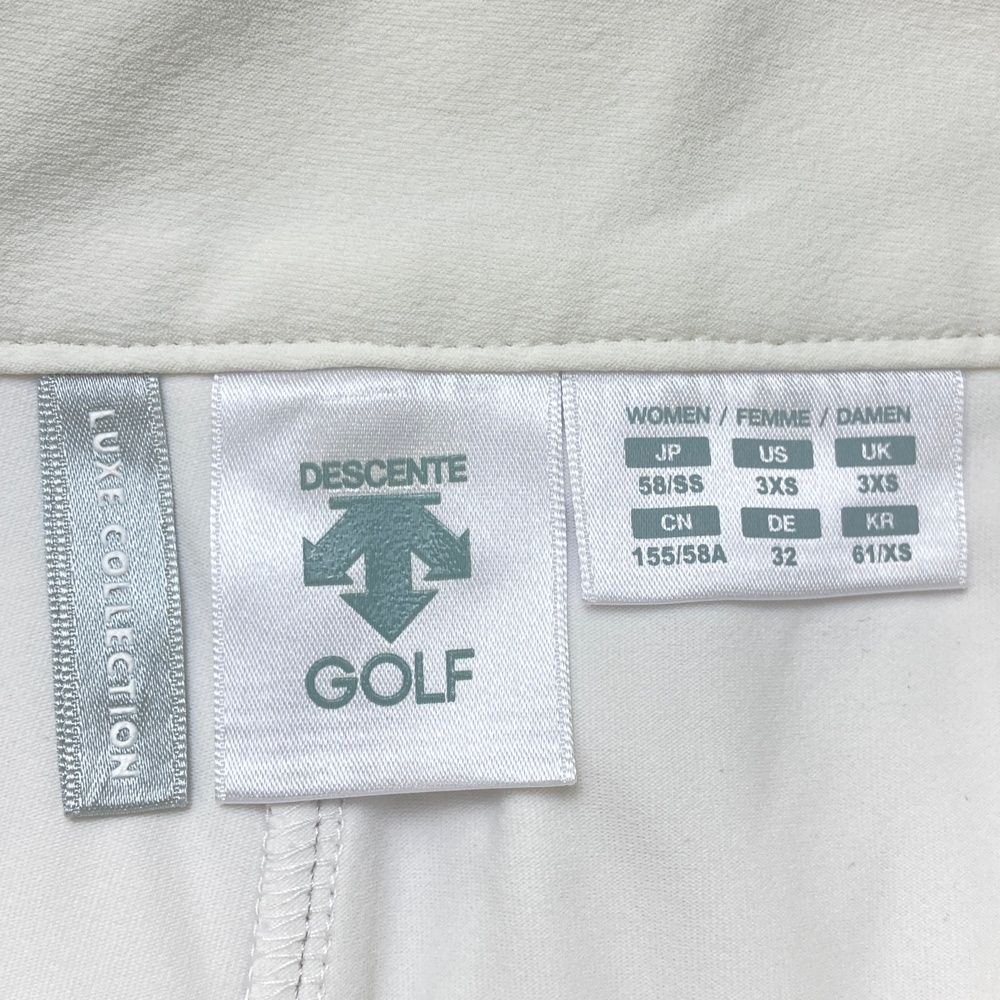 LUXE COLLECTION
DESCENTE
GOLF
WOMEN / FEMME / DAMEN
JP US UK
58/SS 3XS 3XS
CN DE KR
155/58A 32 61/XS